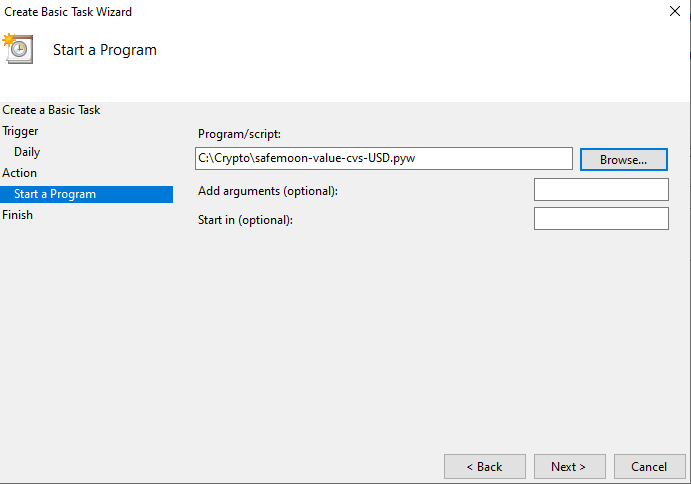 Create Basic Task Wizard
Start a Program
Create a Basic Task
Trigger
Daily
Action
Start a Program
Finish
Program/script:
C:\Crypto\safemoon-value-cvs-USD.pyw
Browse...
Add arguments (optional):
Start in (optional):
< Back
Next >
Cancel